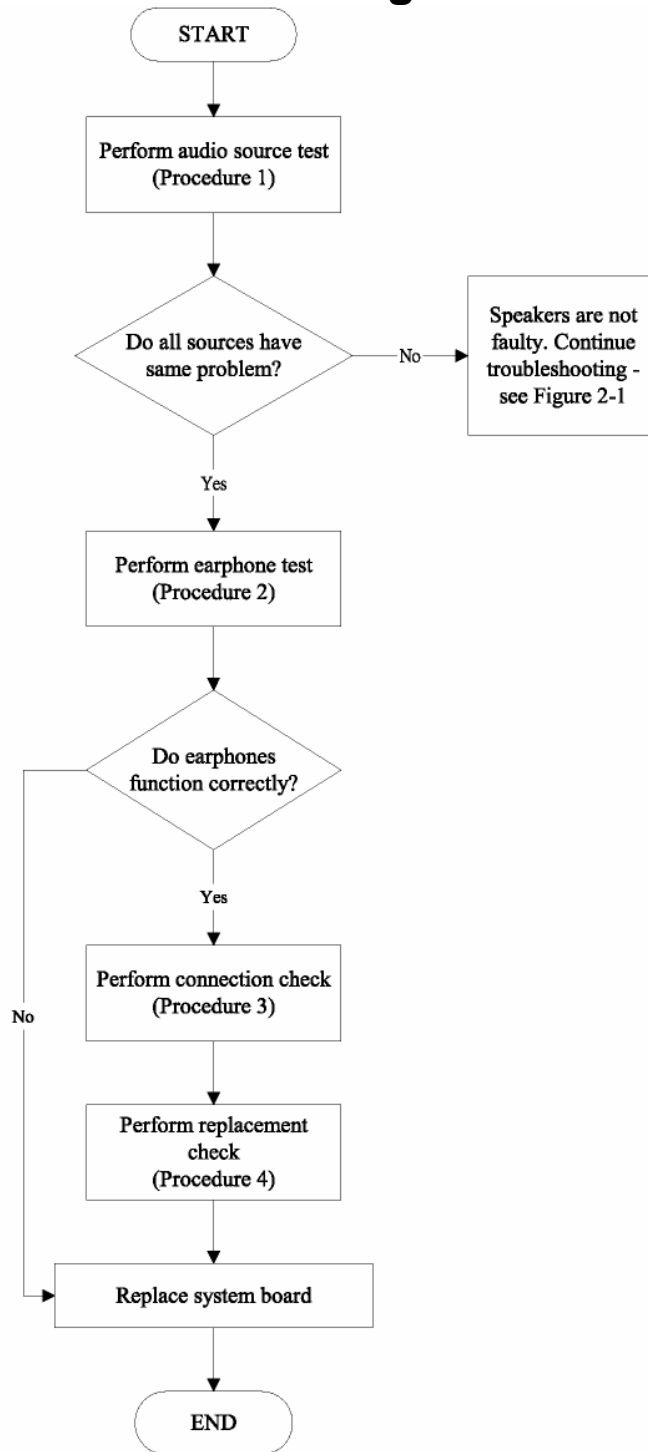 START
Perform audio source test
(Procedure 1)
Do all sources have
same problem?
No
Speakers are not
faulty. Continue
troubleshooting -
see Figure 2-1
Yes
Perform earphone test
(Procedure 2)
Do earphones
function correctly?
Yes
Perform connection check
(Procedure 3)
No
Perform replacement
check
(Procedure 4)
Replace system board
END